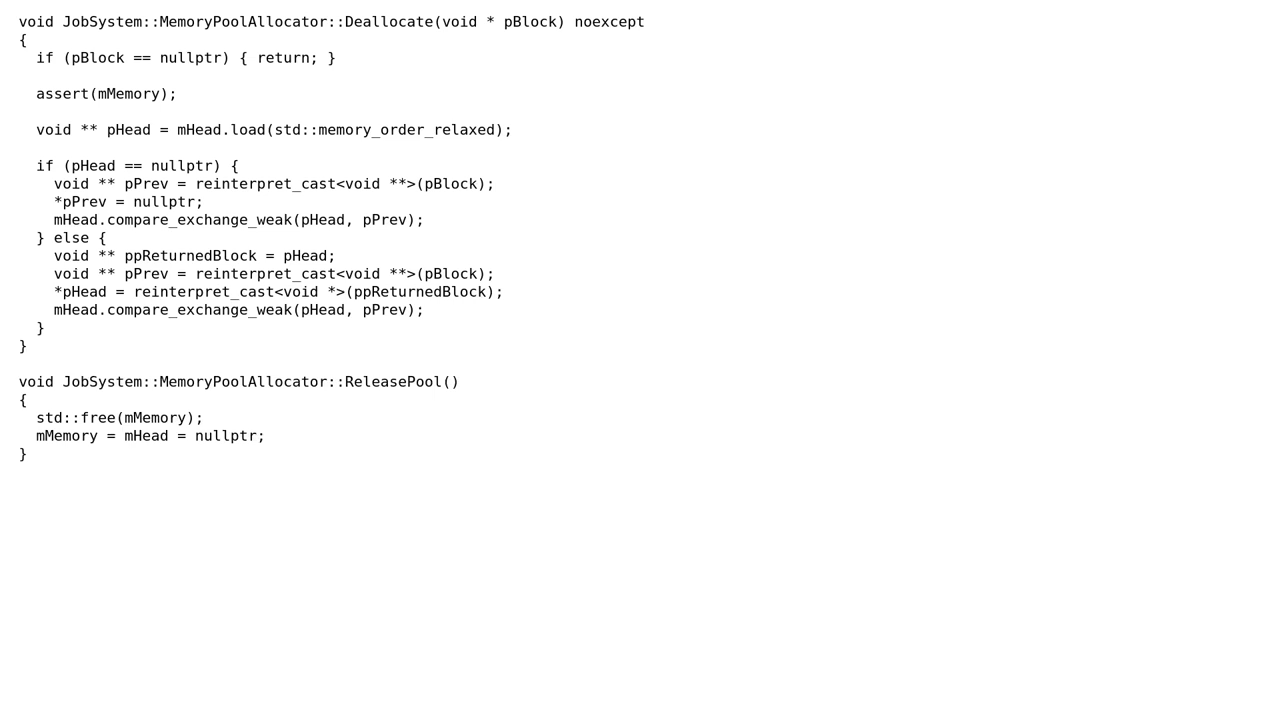 void JobSystem::MemoryPoolAllocator::Deallocate(void * pBlock) noexcept
{
  if (pBlock == nullptr) { return; }

  assert(mMemory);

  void ** pHead = mHead.load(std::memory_order_relaxed);

  if (pHead == nullptr) {
    void ** pPrev = reinterpret_cast<void **>(pBlock);
    *pPrev = nullptr;
    mHead.compare_exchange_weak(pHead, pPrev);
  } else {
    void ** ppReturnedBlock = pHead;
    void ** pPrev = reinterpret_cast<void **>(pBlock);
    *pHead = reinterpret_cast<void *>(ppReturnedBlock);
    mHead.compare_exchange_weak(pHead, pPrev);
  }
}

void JobSystem::MemoryPoolAllocator::ReleasePool()
{
  std::free(mMemory);
  mMemory = mHead = nullptr;
}